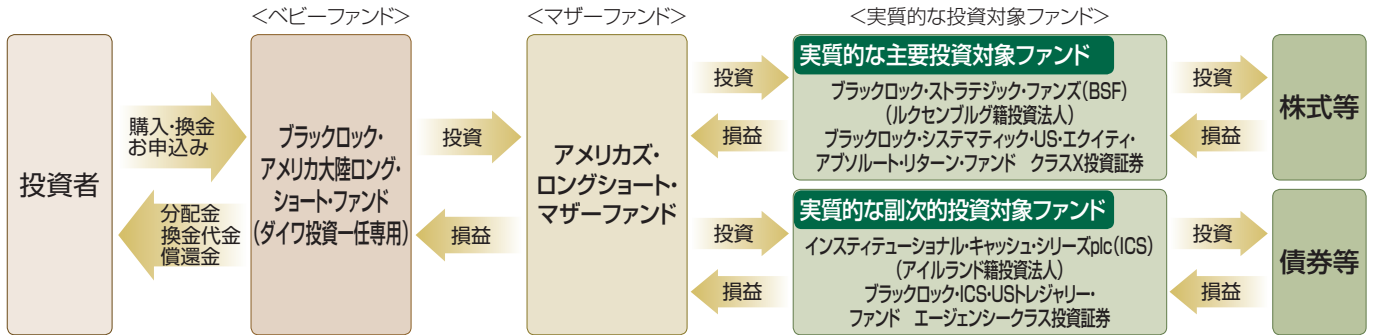 <ベビーファンド>
<マザーファンド>
<実質的な投資対象ファンド>
投資者
購入・換金
お申込み
分配金
換金代金
償還金
ブラックロック・
アメリカ大陸ロング・
ショート・ファンド
(ダイワ投資一任専用)
投資
損益
アメリカズ・
ロングショート・
マザーファンド
投資
損益
投資
損益
実質的な主要投資対象ファンド
ブラックロック・ストラテジック・ファンズ(BSF)
(ルクセンブルグ籍投資法人)
ブラックロック・システマティック・US・エクイティ・
アブソルート・リターン・ファンド クラスX投資証券
実質的な副次的投資対象ファンド
インスティテューショナル・キャッシュ・シリーズplc(ICS)
(アイルランド籍投資法人)
ブラックロック・ICS・USトレジャリー・
ファンド エージェンシークラス投資証券
投資
損益
投資
損益
株式等
債券等